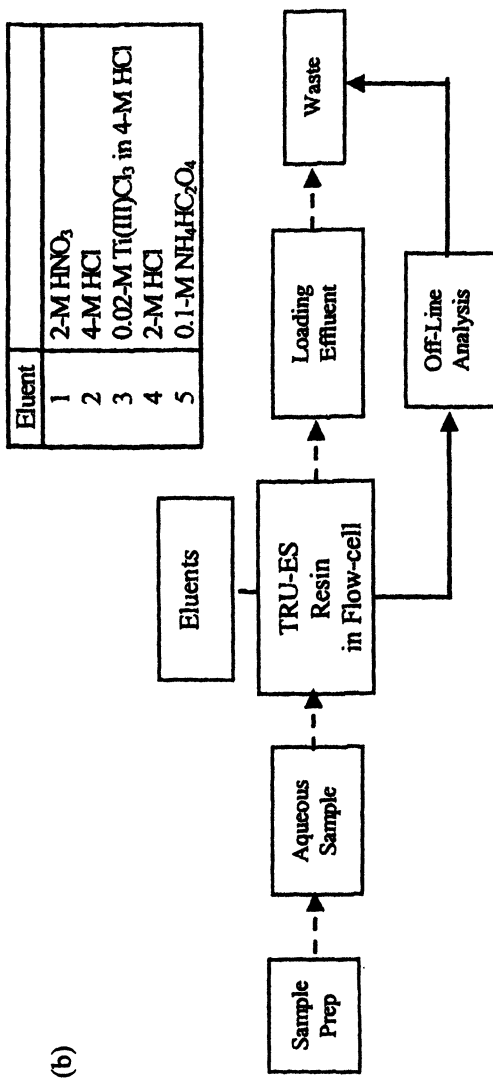 (b)
Eluent
1 2-M HNO₃
2 4-M HCl
3 0.02-M Ti(III)Cl₃ in 4-M HCl
4 2-M HCl
5 0.1-M NH₄HC₂O₄
Eluents
Sample
Prep
Aqueous
Sample
TRU-ES
Resin
in Flow-cell
Loading
Effluent
Waste
Off-Line
Analysis